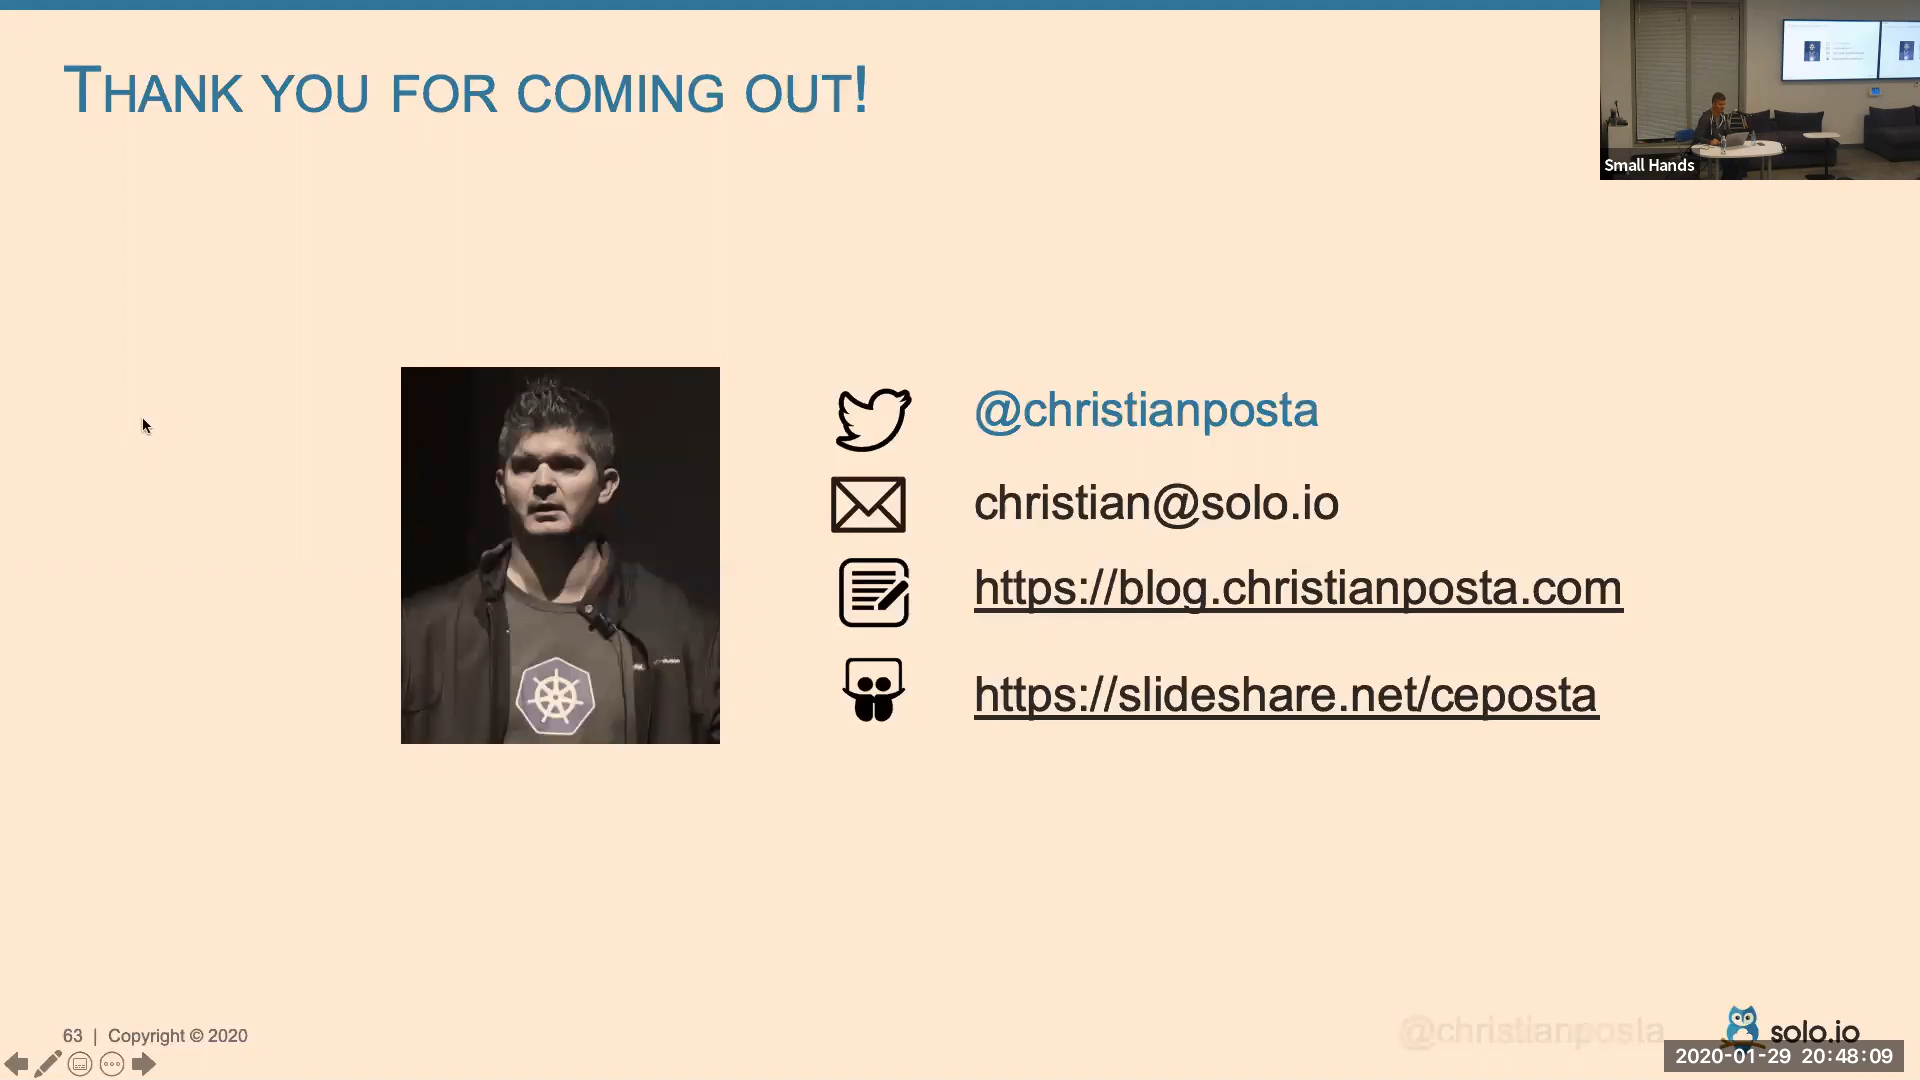 THANK YOU FOR COMING OUT!
Small Hands
@christianposta
christian@solo.io
https://blog.christianposta.com
https://slideshare.net/ceposta
63 | Copyright © 2020
@christianposta
solo.io
2020-01-29 20:48:09